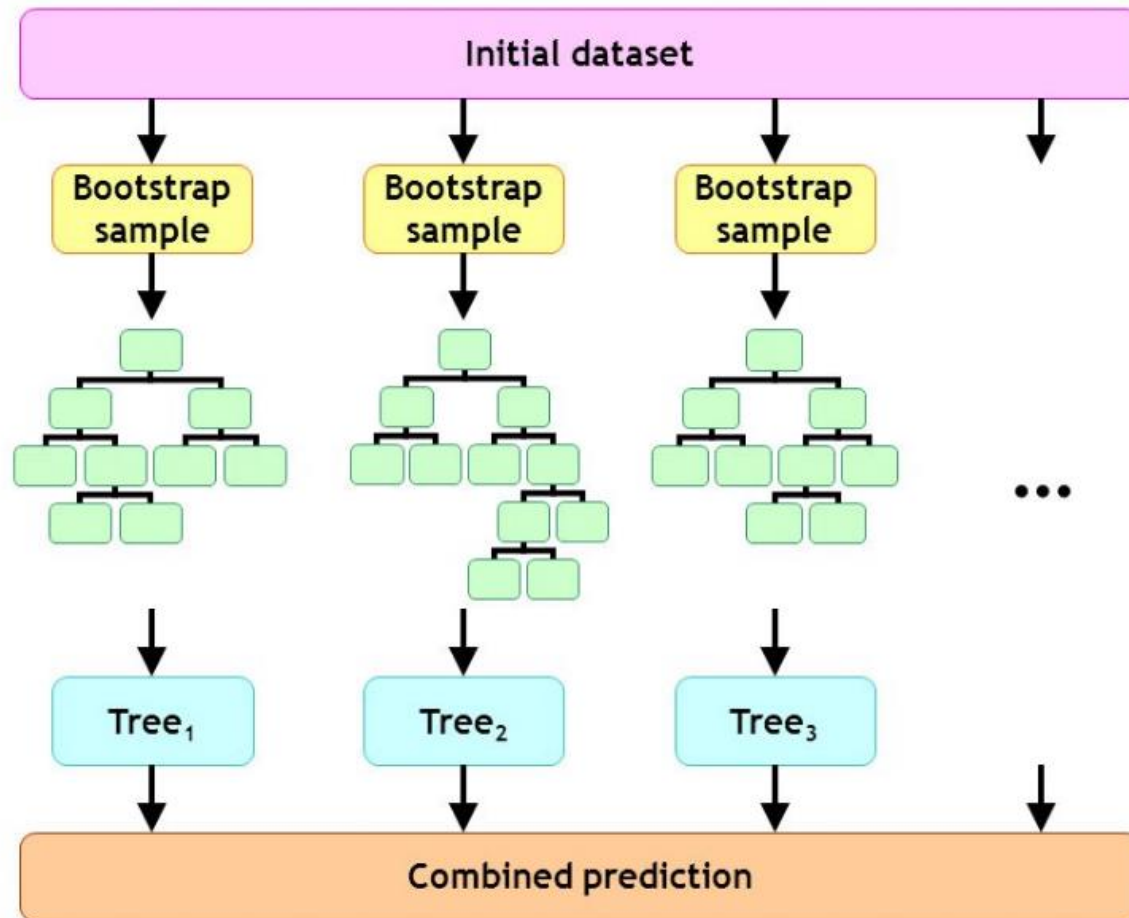 Initial dataset
Bootstrap
sample
Bootstrap
sample
Bootstrap
sample
...
Tree₁
Tree₂
Tree₃
Combined prediction